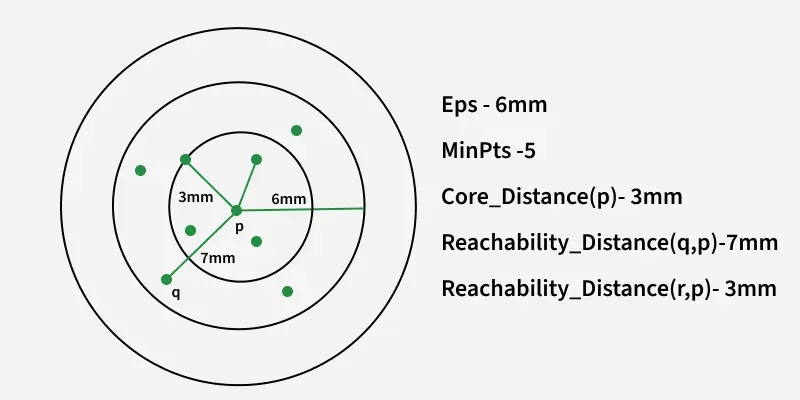 3mm
6mm
p
7mm
q
Eps - 6mm
MinPts -5
Core_Distance(p)- 3mm
Reachability_Distance(q,p)-7mm
Reachability_Distance(r,p)- 3mm